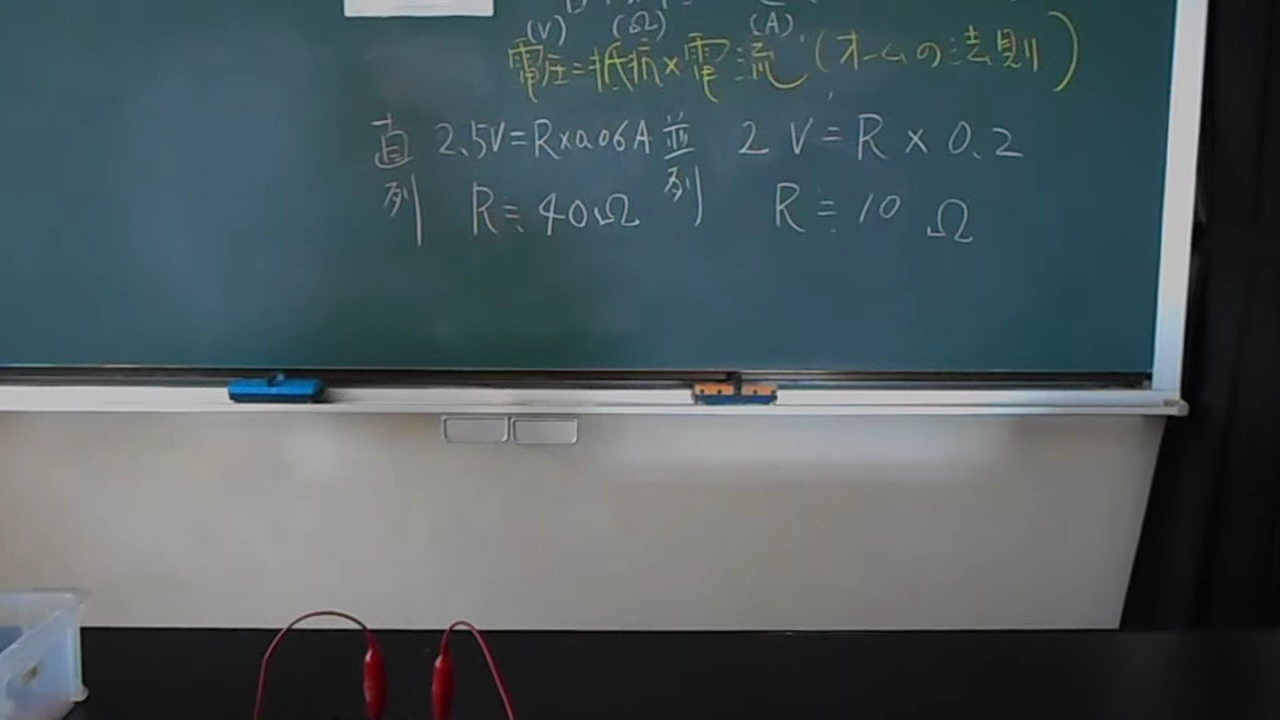 (V) (Ω) (A)
電圧=抵抗×電流(オームの法則)
直列 2.5V=R×0.06A
R≒40Ω
並列 2V=R×0.2
R≒10Ω